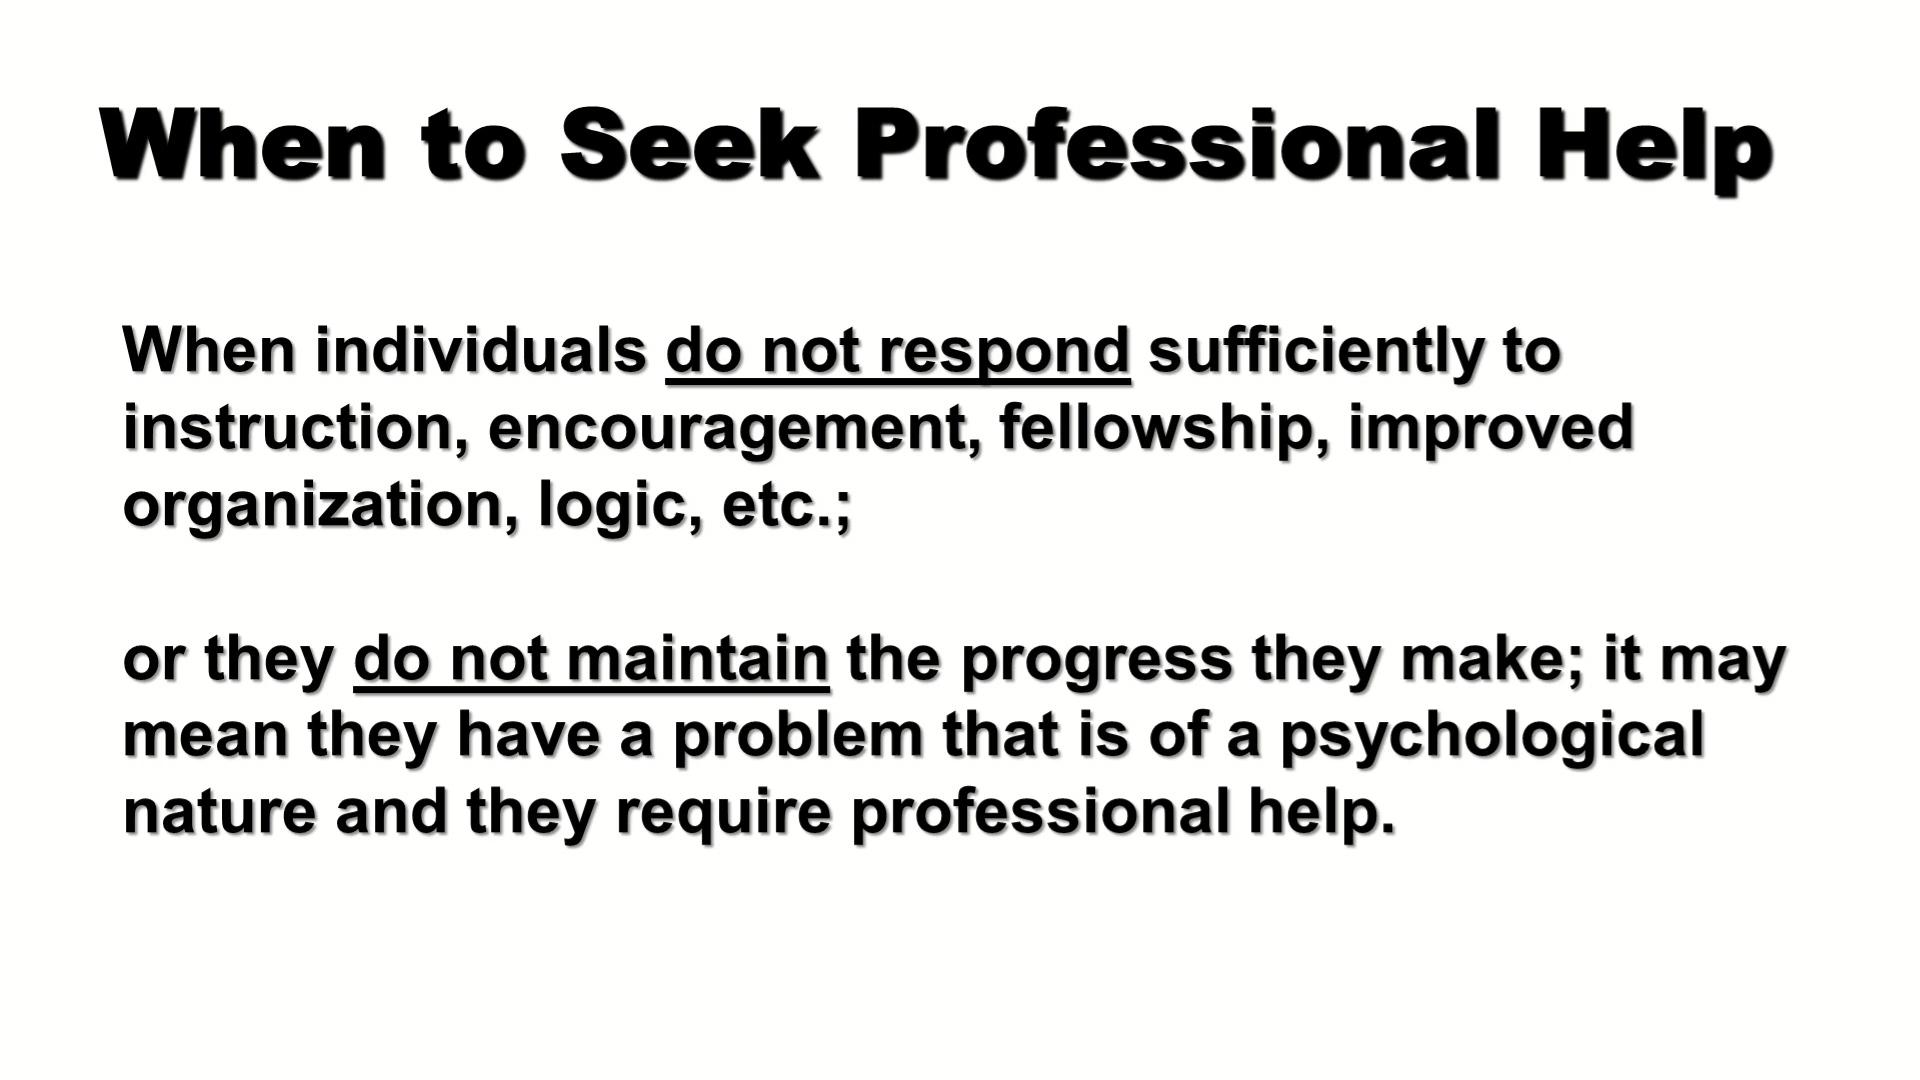 When to Seek Professional Help
When individuals do not respond sufficiently to
instruction, encouragement, fellowship, improved
organization, logic, etc.;
or they do not maintain the progress they make; it may
mean they have a problem that is of a psychological
nature and they require professional help.